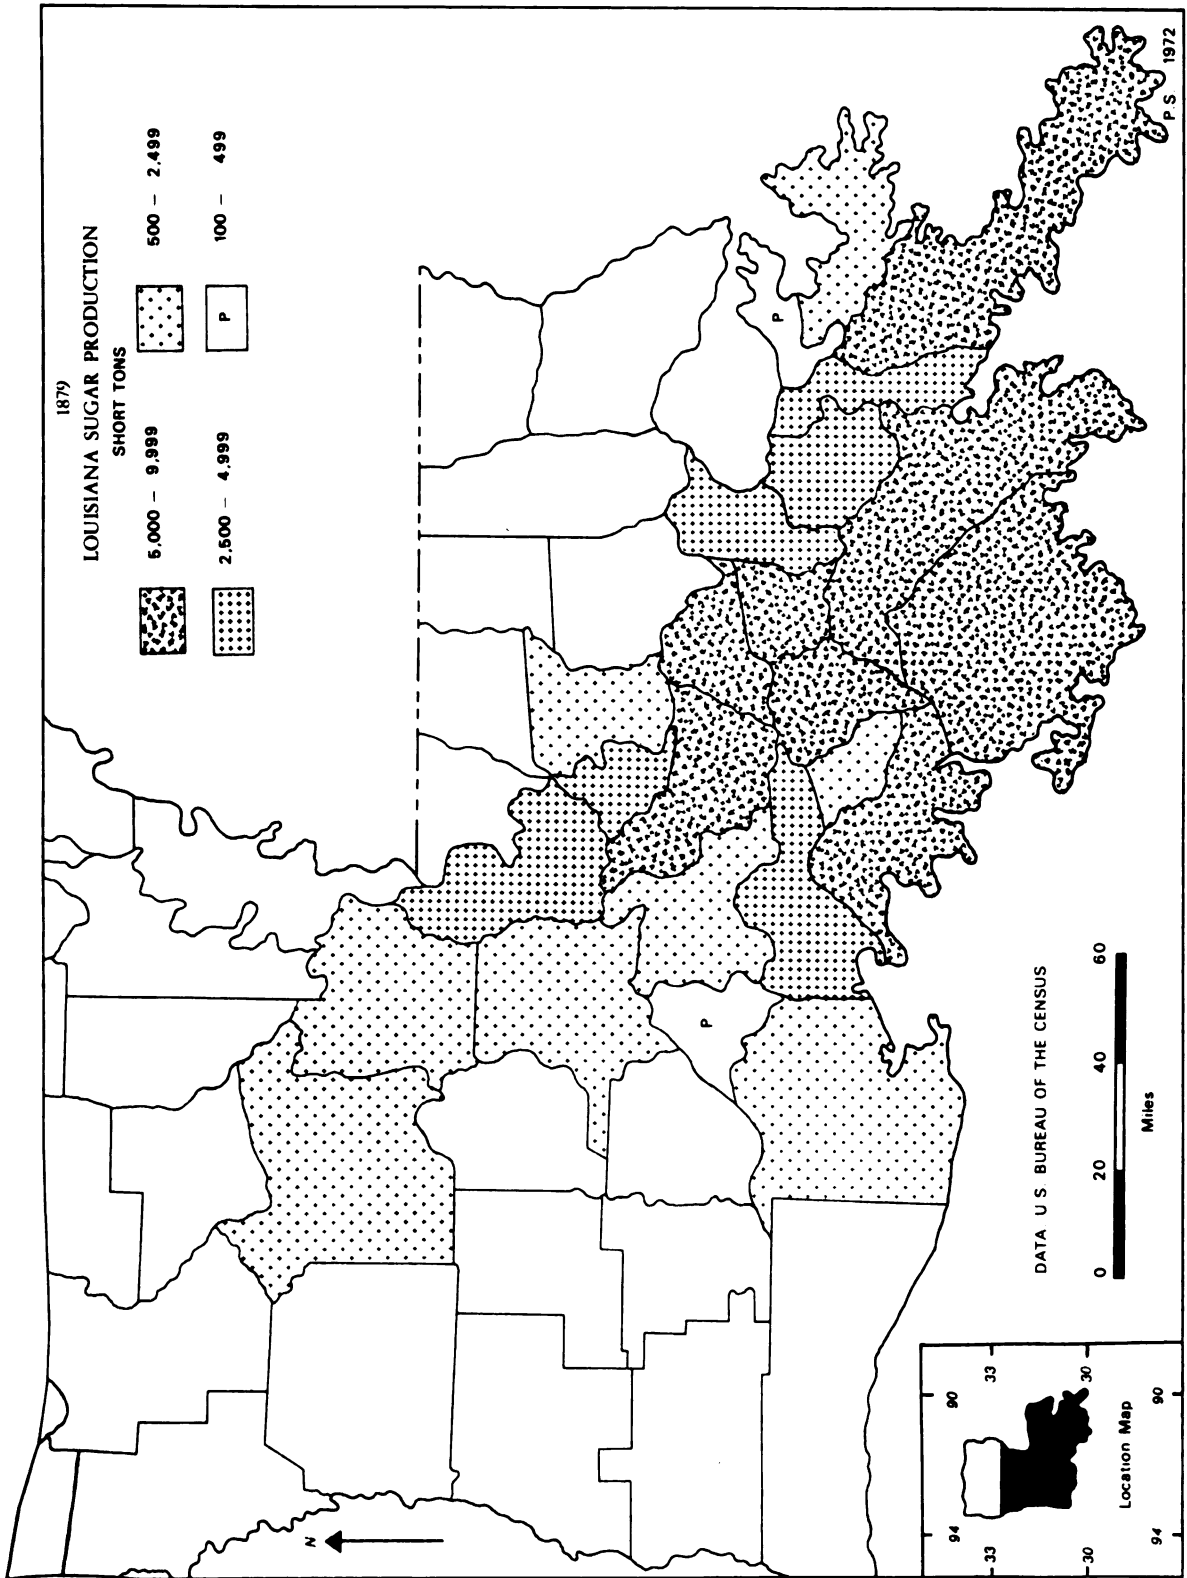 1879
LOUISIANA SUGAR PRODUCTION
SHORT TONS
5,000 – 9,999
500 – 2,499
2,500 – 4,999
P
100 – 499
P
P
N
DATA U.S. BUREAU OF THE CENSUS
0 20 40 60
Miles
94 90
33 33
30 30
94 90
Location Map
P.S 1972